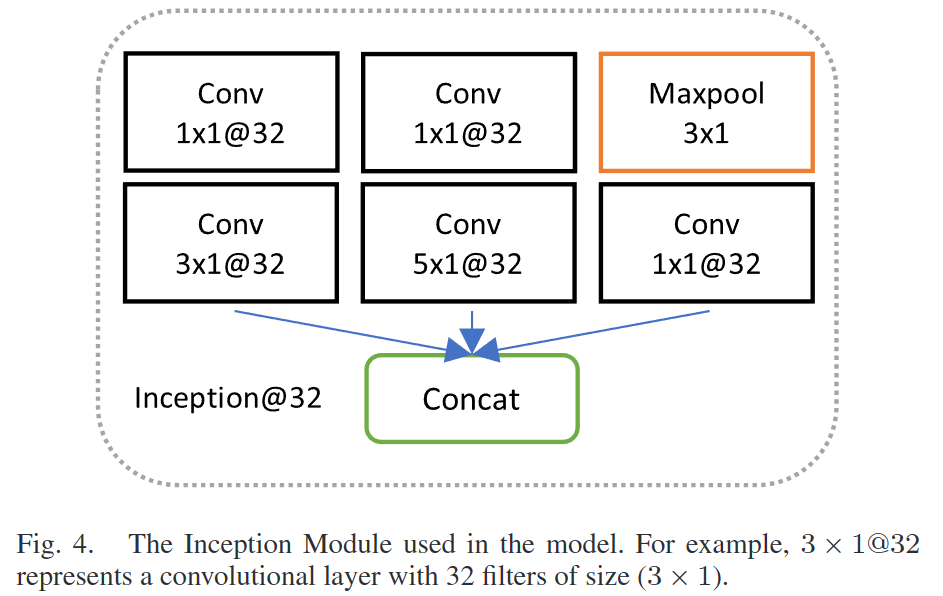 Conv
1x1@32
Conv
1x1@32
Maxpool
3x1
Conv
3x1@32
Conv
5x1@32
Conv
1x1@32
Inception@32
Concat
Fig. 4. The Inception Module used in the model. For example, 3 × 1@32
represents a convolutional layer with 32 filters of size (3 × 1).